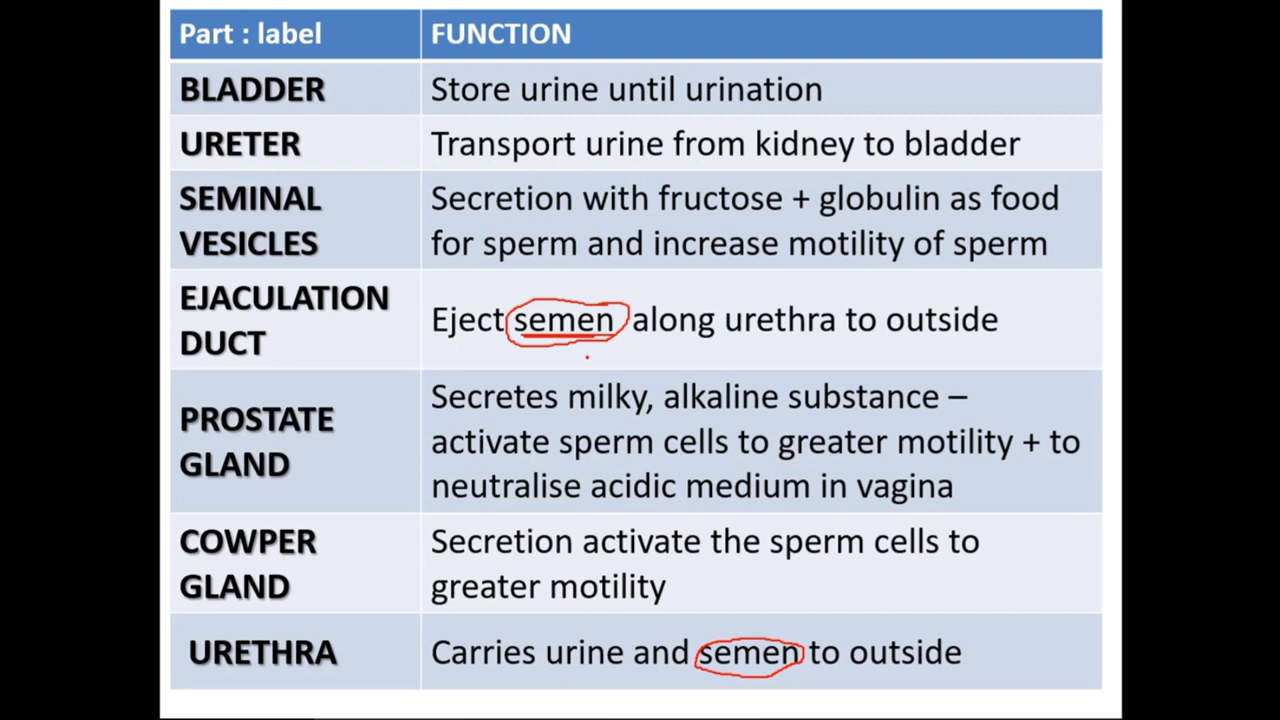 Part : label
FUNCTION
BLADDER
Store urine until urination
URETER
Transport urine from kidney to bladder
SEMINAL
VESICLES
Secretion with fructose + globulin as food
for sperm and increase motility of sperm
EJACULATION
DUCT
Eject semen along urethra to outside
PROSTATE
GLAND
Secretes milky, alkaline substance –
activate sperm cells to greater motility + to
neutralise acidic medium in vagina
COWPER
GLAND
Secretion activate the sperm cells to
greater motility
URETHRA
Carries urine and semen to outside